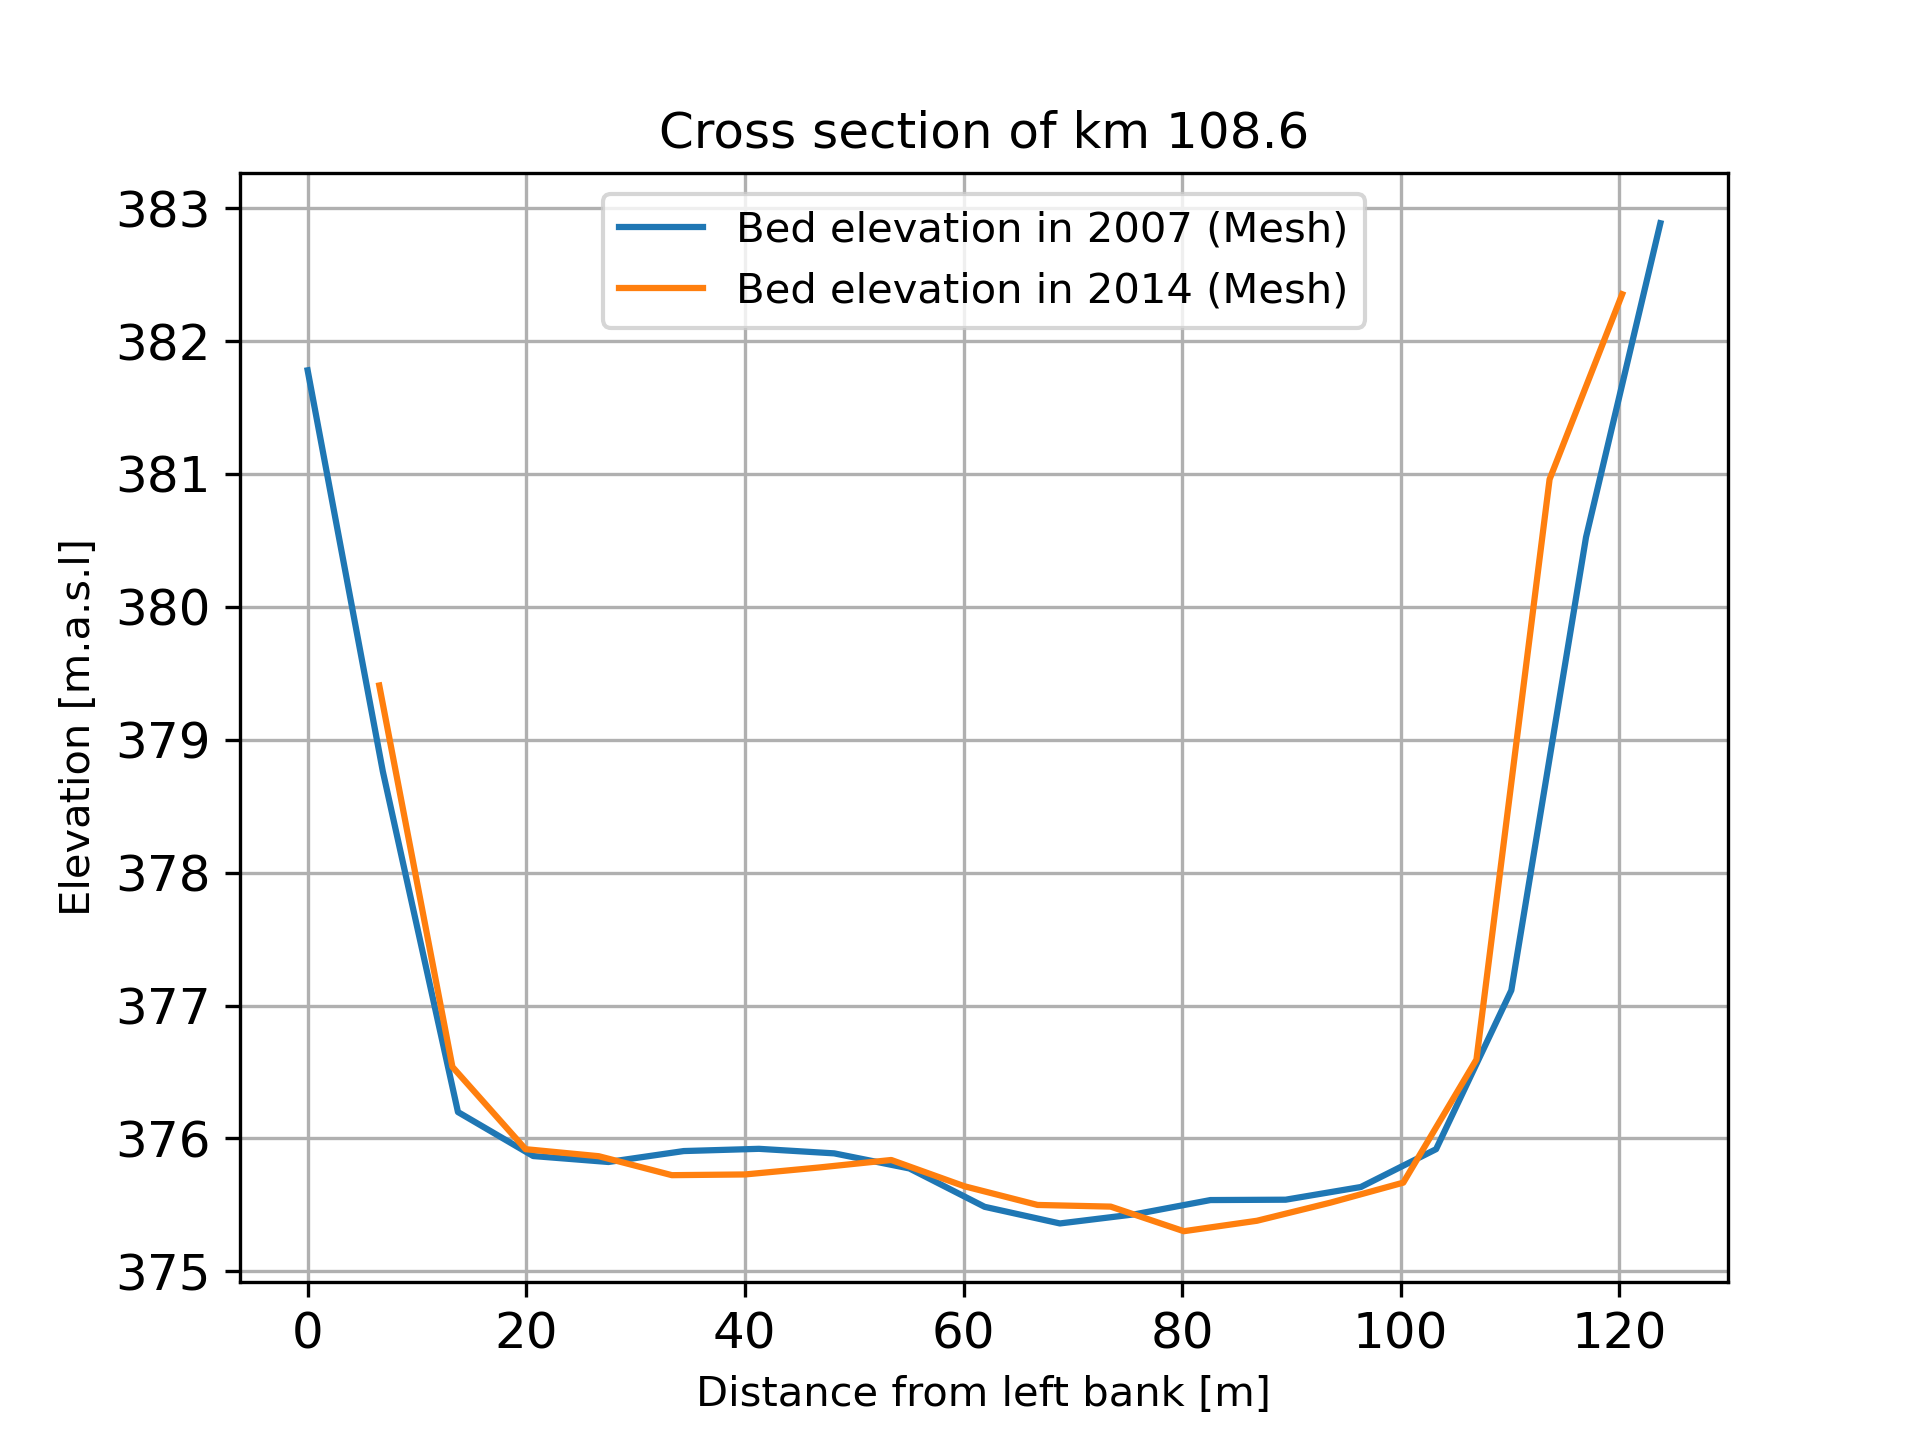 Cross section of km 108.6
Bed elevation in 2007 (Mesh)
Bed elevation in 2014 (Mesh)
383
382
381
380
379
378
377
376
375
Elevation [m.a.s.l]
0 20 40 60 80 100 120
Distance from left bank [m]